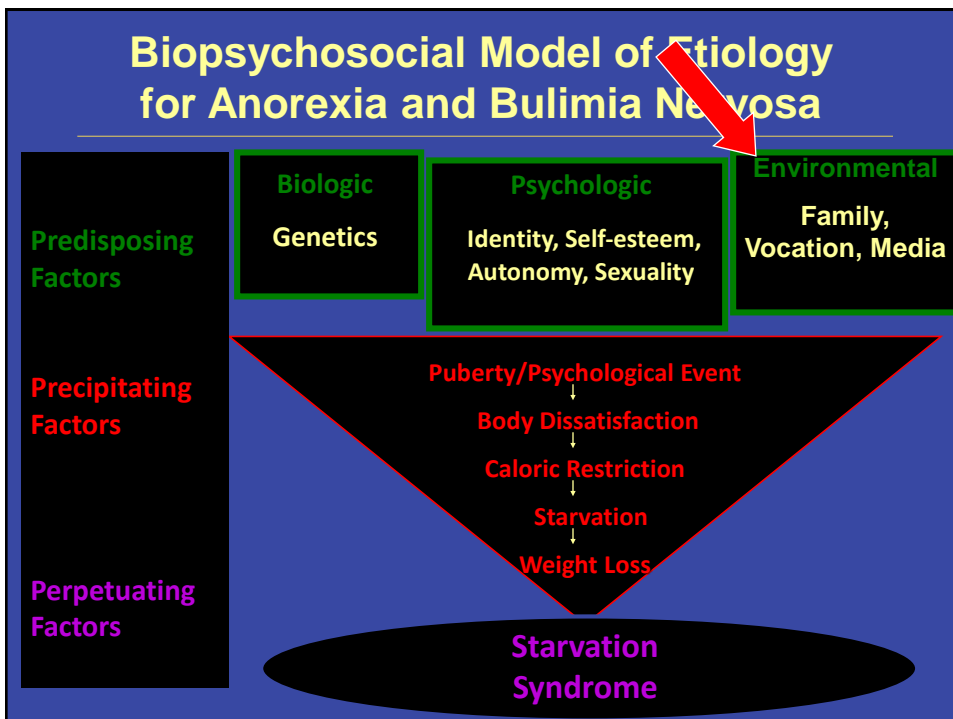 Biopsychosocial Model of Etiology
for Anorexia and Bulimia Nervosa
Predisposing
Factors
Biologic
Genetics
Psychologic
Identity, Self-esteem,
Autonomy, Sexuality
Environmental
Family,
Vocation, Media
Precipitating
Factors
Puberty/Psychological Event
↓
Body Dissatisfaction
↓
Caloric Restriction
↓
Starvation
↓
Weight Loss
Perpetuating
Factors
Starvation
Syndrome